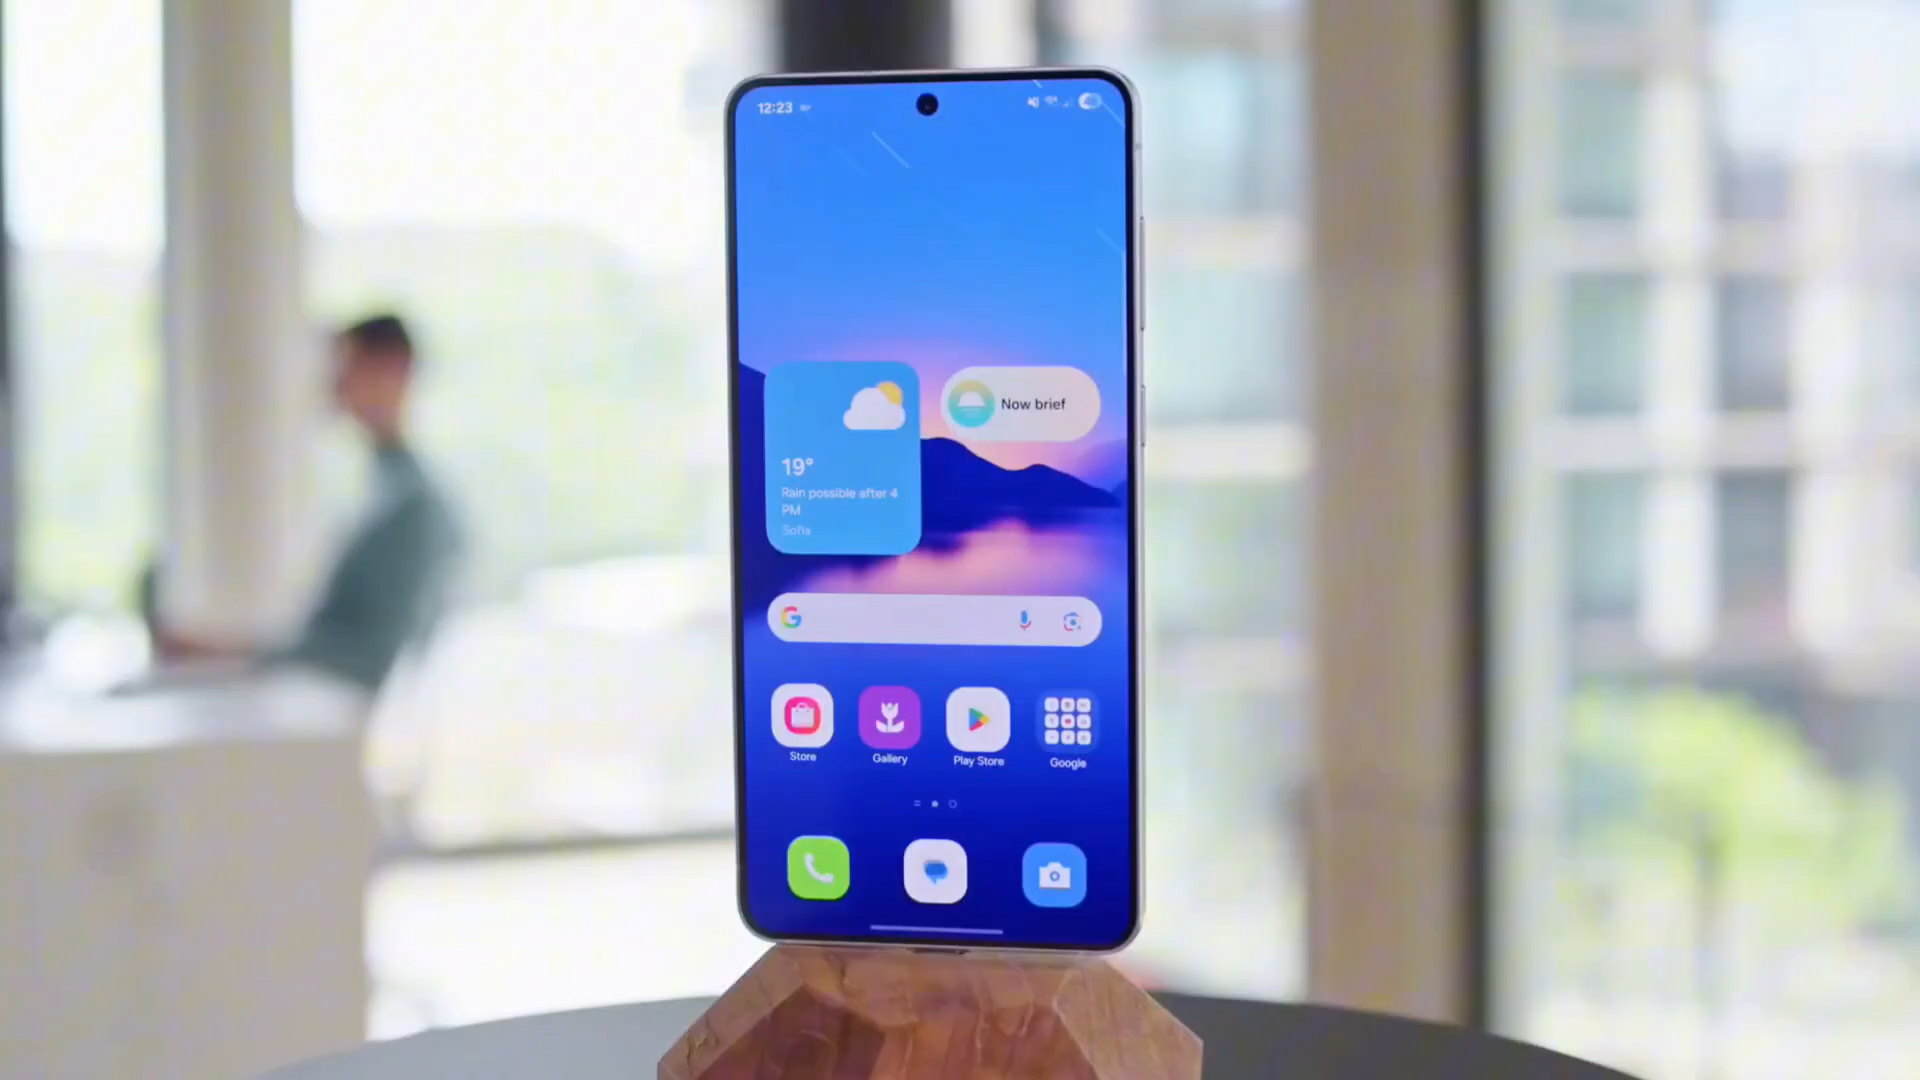 12:23
Now brief
19°
Rain possible after 4
PM
Sofia
Store
Gallery
Play Store
Google